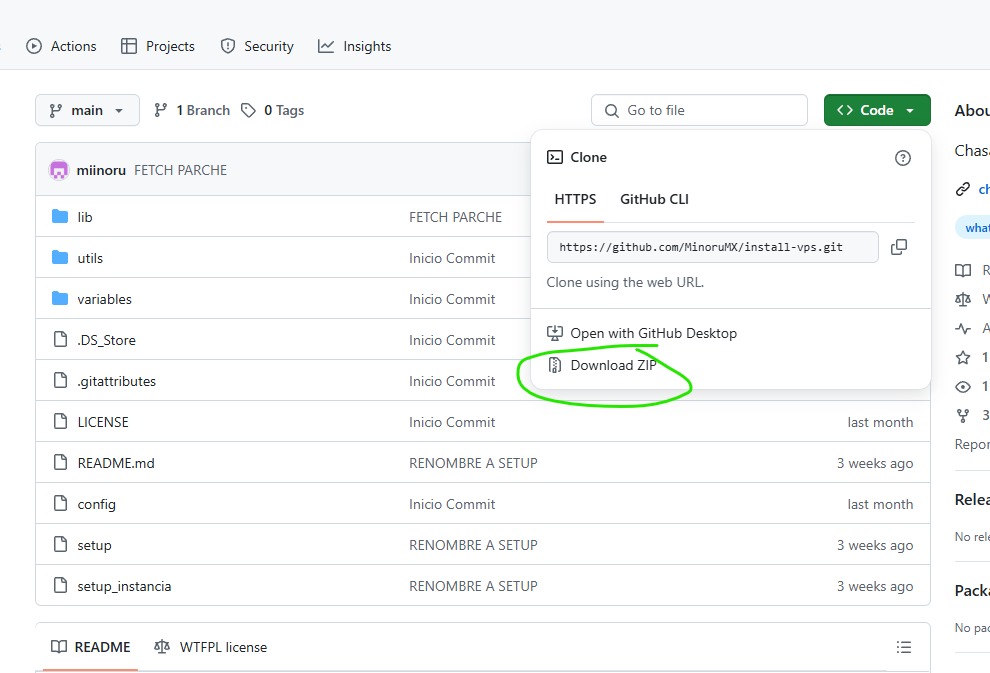 Actions Projects Security Insights
main 1 Branch 0 Tags Go to file Code
miinoru FETCH PARCHE
lib FETCH PARCHE
utils Inicio Commit
variables Inicio Commit
.DS_Store Inicio Commit
.gitattributes Inicio Commit
LICENSE Inicio Commit last month
README.md RENOMBRE A SETUP 3 weeks ago
config Inicio Commit last month
setup RENOMBRE A SETUP 3 weeks ago
setup_instancia RENOMBRE A SETUP 3 weeks ago
README WTFPL license
Clone
HTTPS GitHub CLI
https://github.com/MinoruMX/install-vps.git
Clone using the web URL.
Open with GitHub Desktop
Download ZIP
Abou
Chasa
ch
what
R
W
A
1
1
3
Repor
Relea
No rele
Packa
No pac